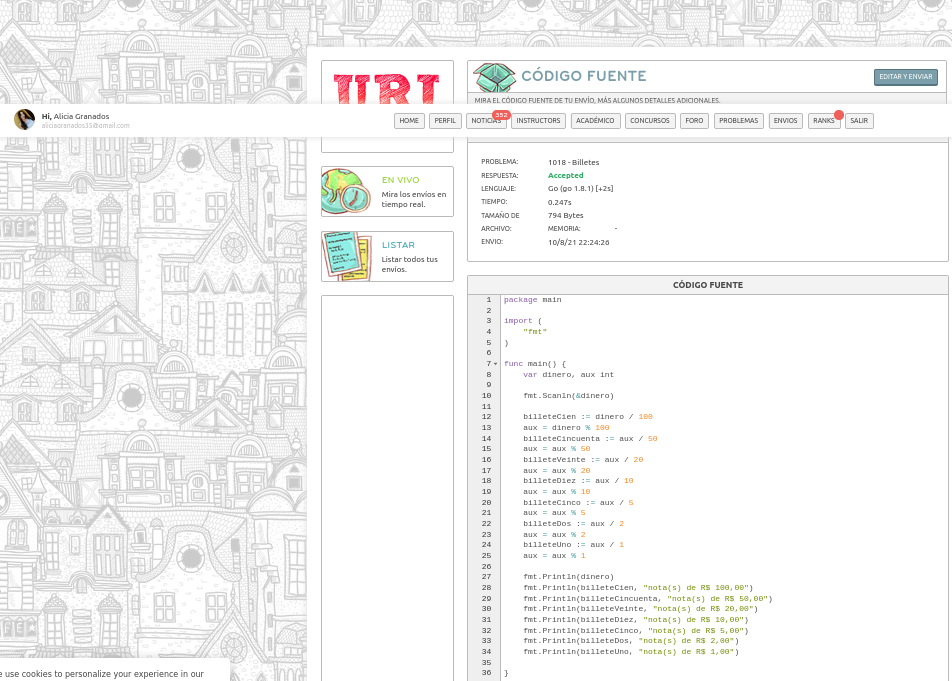 URI
CÓDIGO FUENTE
EDITAR Y ENVIAR
MIRA EL CÓDIGO FUENTE DE TU ENVÍO, MÁS ALGUNOS DETALLES ADICIONALES.
Hi, Alicia Granados
aliciagranados35@gmail.com
HOME
PERFIL
NOTICIAS
352
INSTRUCTORS
ACADÉMICO
CONCURSOS
FORO
PROBLEMAS
ENVIOS
RANKS
SALIR
EN VIVO
Mira los envíos en
tiempo real.
LISTAR
Listar todos tus
envios.
PROBLEMA: 1018 - Billetes
RESPUESTA: Accepted
LENGUAJE: Go (go 1.8.1) [+2s]
TIEMPO: 0.247s
TAMAÑO DE 794 Bytes
ARCHIVO: MEMORIA: -
ENVIO: 10/8/21 22:24:26
CÓDIGO FUENTE
1 package main
2
3 import (
4 "fmt"
5 )
6
7 func main() {
8 var dinero, aux int
9
10 fmt.Scanln(&dinero)
11
12 billeteCien := dinero / 100
13 aux = dinero % 100
14 billeteCincuenta := aux / 50
15 aux = aux % 50
16 billeteVeinte := aux / 20
17 aux = aux % 20
18 billeteDiez := aux / 10
19 aux = aux % 10
20 billeteCinco := aux / 5
21 aux = aux % 5
22 billeteDos := aux / 2
23 aux = aux % 2
24 billeteUno := aux / 1
25 aux = aux % 1
26
27 fmt.Println(dinero)
28 fmt.Println(billeteCien, "nota(s) de R$ 100,00")
29 fmt.Println(billeteCincuenta, "nota(s) de R$ 50,00")
30 fmt.Println(billeteVeinte, "nota(s) de R$ 20,00")
31 fmt.Println(billeteDiez, "nota(s) de R$ 10,00")
32 fmt.Println(billeteCinco, "nota(s) de R$ 5,00")
33 fmt.Println(billeteDos, "nota(s) de R$ 2,00")
34 fmt.Println(billeteUno, "nota(s) de R$ 1,00")
35
36 }
e use cookies to personalize your experience in our